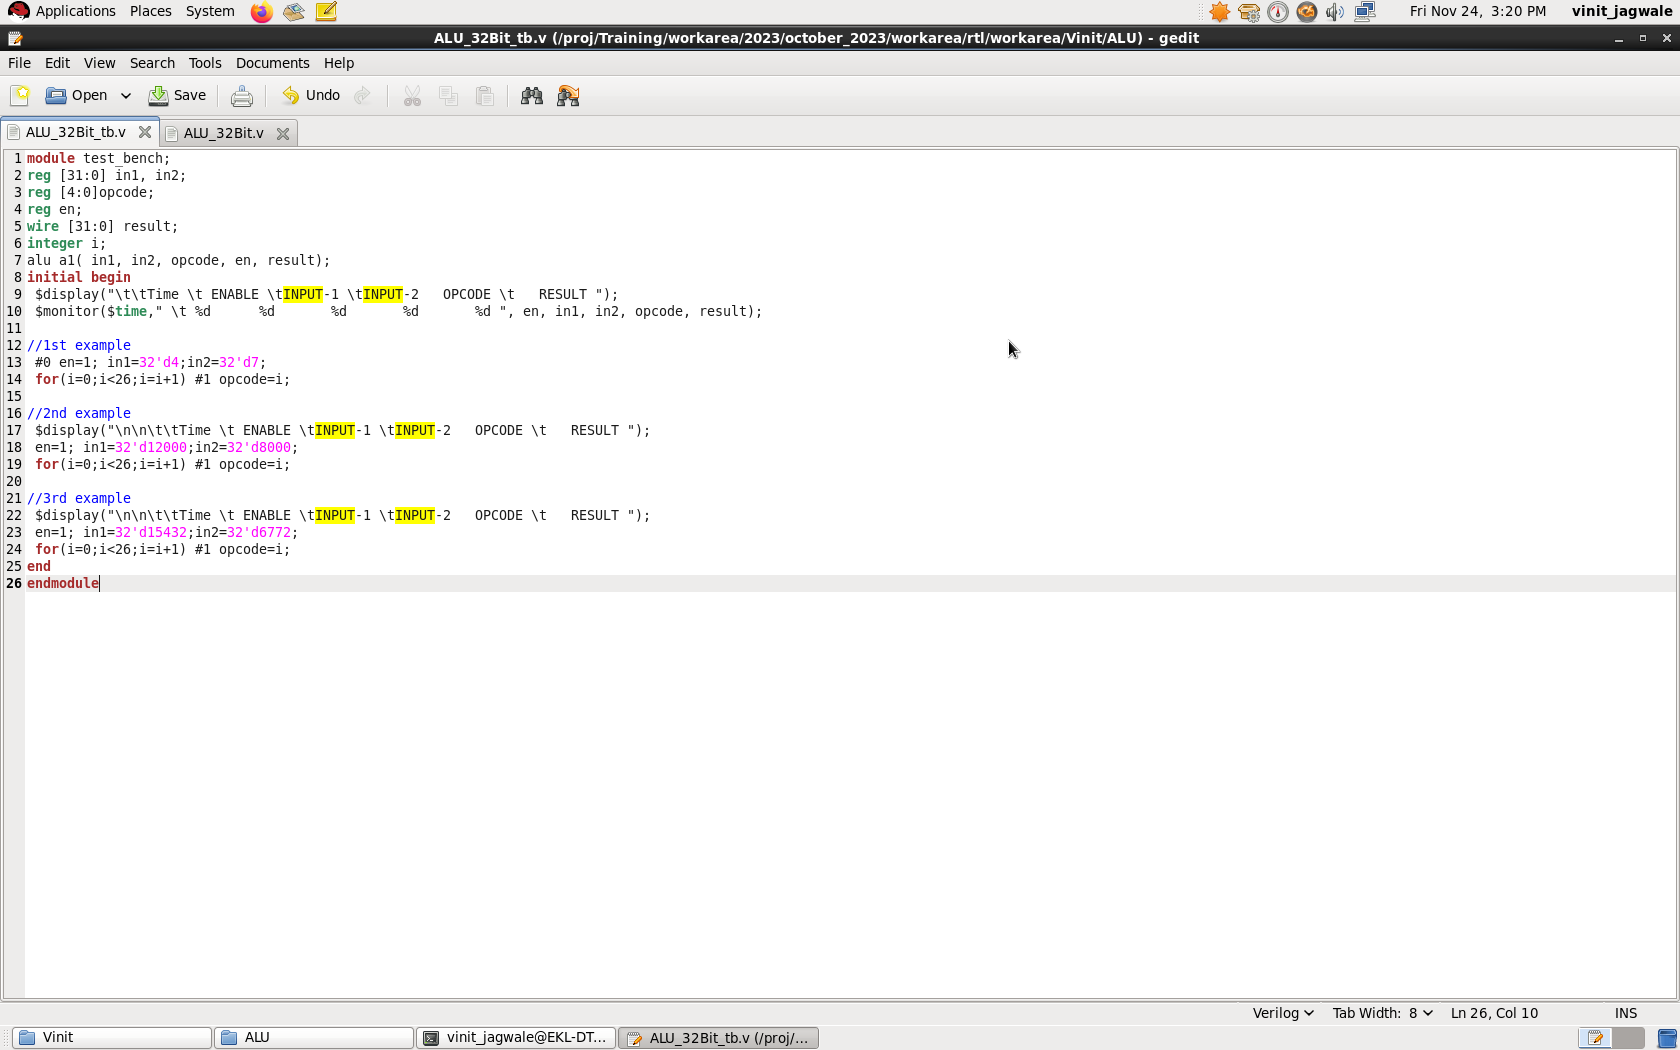 Applications Places System Fri Nov 24, 3:20 PM vinit_jagwale
ALU_32Bit_tb.v (/proj/Training/workarea/2023/october_2023/workarea/rtl/workarea/Vinit/ALU) - gedit
File Edit View Search Tools Documents Help
Open Save Undo
ALU_32Bit_tb.v ALU_32Bit.v
1 module test_bench;
2 reg [31:0] in1, in2;
3 reg [4:0]opcode;
4 reg en;
5 wire [31:0] result;
6 integer i;
7 alu a1( in1, in2, opcode, en, result);
8 initial begin
9  $display("\t\tTime \t ENABLE \tINPUT-1 \tINPUT-2   OPCODE \t   RESULT ");
10  $monitor($time," \t %d      %d       %d       %d       %d ", en, in1, in2, opcode, result);
11
12 //1st example
13  #0 en=1; in1=32'd4;in2=32'd7;
14  for(i=0;i<26;i=i+1) #1 opcode=i;
15
16 //2nd example
17  $display("\n\n\t\tTime \t ENABLE \tINPUT-1 \tINPUT-2   OPCODE \t   RESULT ");
18  en=1; in1=32'd12000;in2=32'd8000;
19  for(i=0;i<26;i=i+1) #1 opcode=i;
20
21 //3rd example
22  $display("\n\n\t\tTime \t ENABLE \tINPUT-1 \tINPUT-2   OPCODE \t   RESULT ");
23  en=1; in1=32'd15432;in2=32'd6772;
24  for(i=0;i<26;i=i+1) #1 opcode=i;
25 end
26 endmodule
Verilog Tab Width: 8 Ln 26, Col 10 INS
Vinit ALU vinit_jagwale@EKL-DT... ALU_32Bit_tb.v (/proj/...